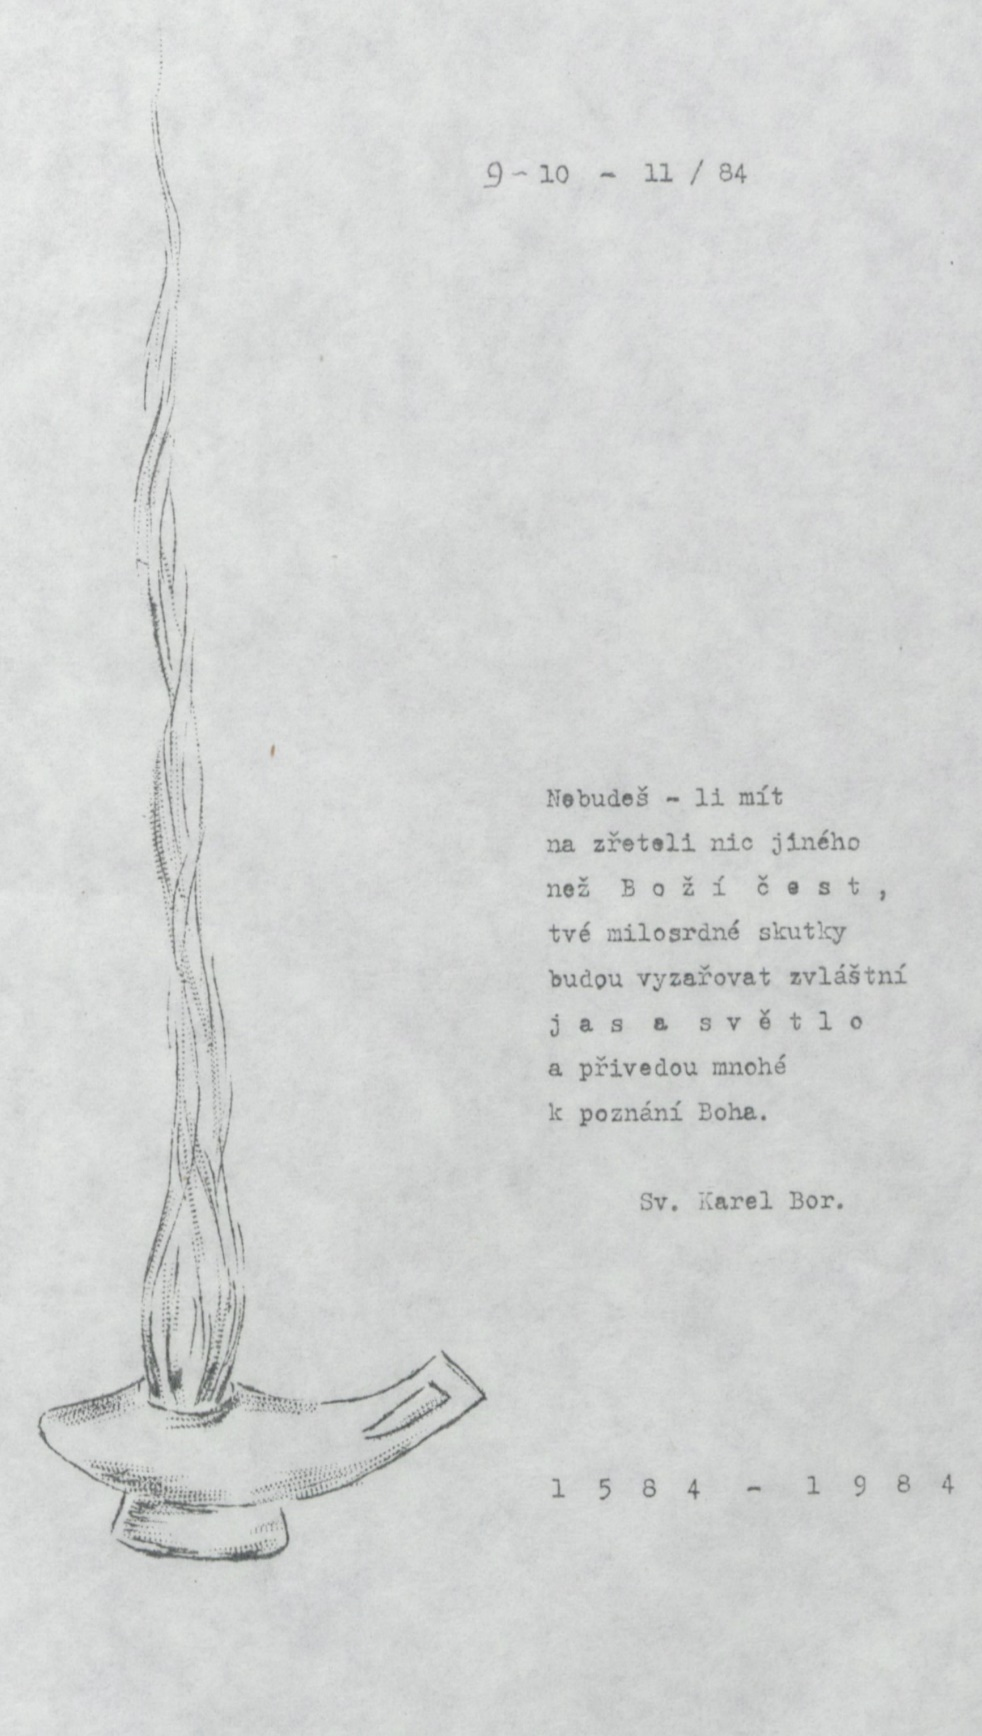 9-10 - 11 / 84
Nebudeš - li mít
na zřeteli nic jiného
než B o ž í č e s t ,
tvé milosrdné skutky
budou vyzařovat zvláštní
j a s a s v ě t l o
a přivedou mnohé
k poznání Boha.
Sv. Karel Bor.
1 5 8 4 - 1 9 8 4